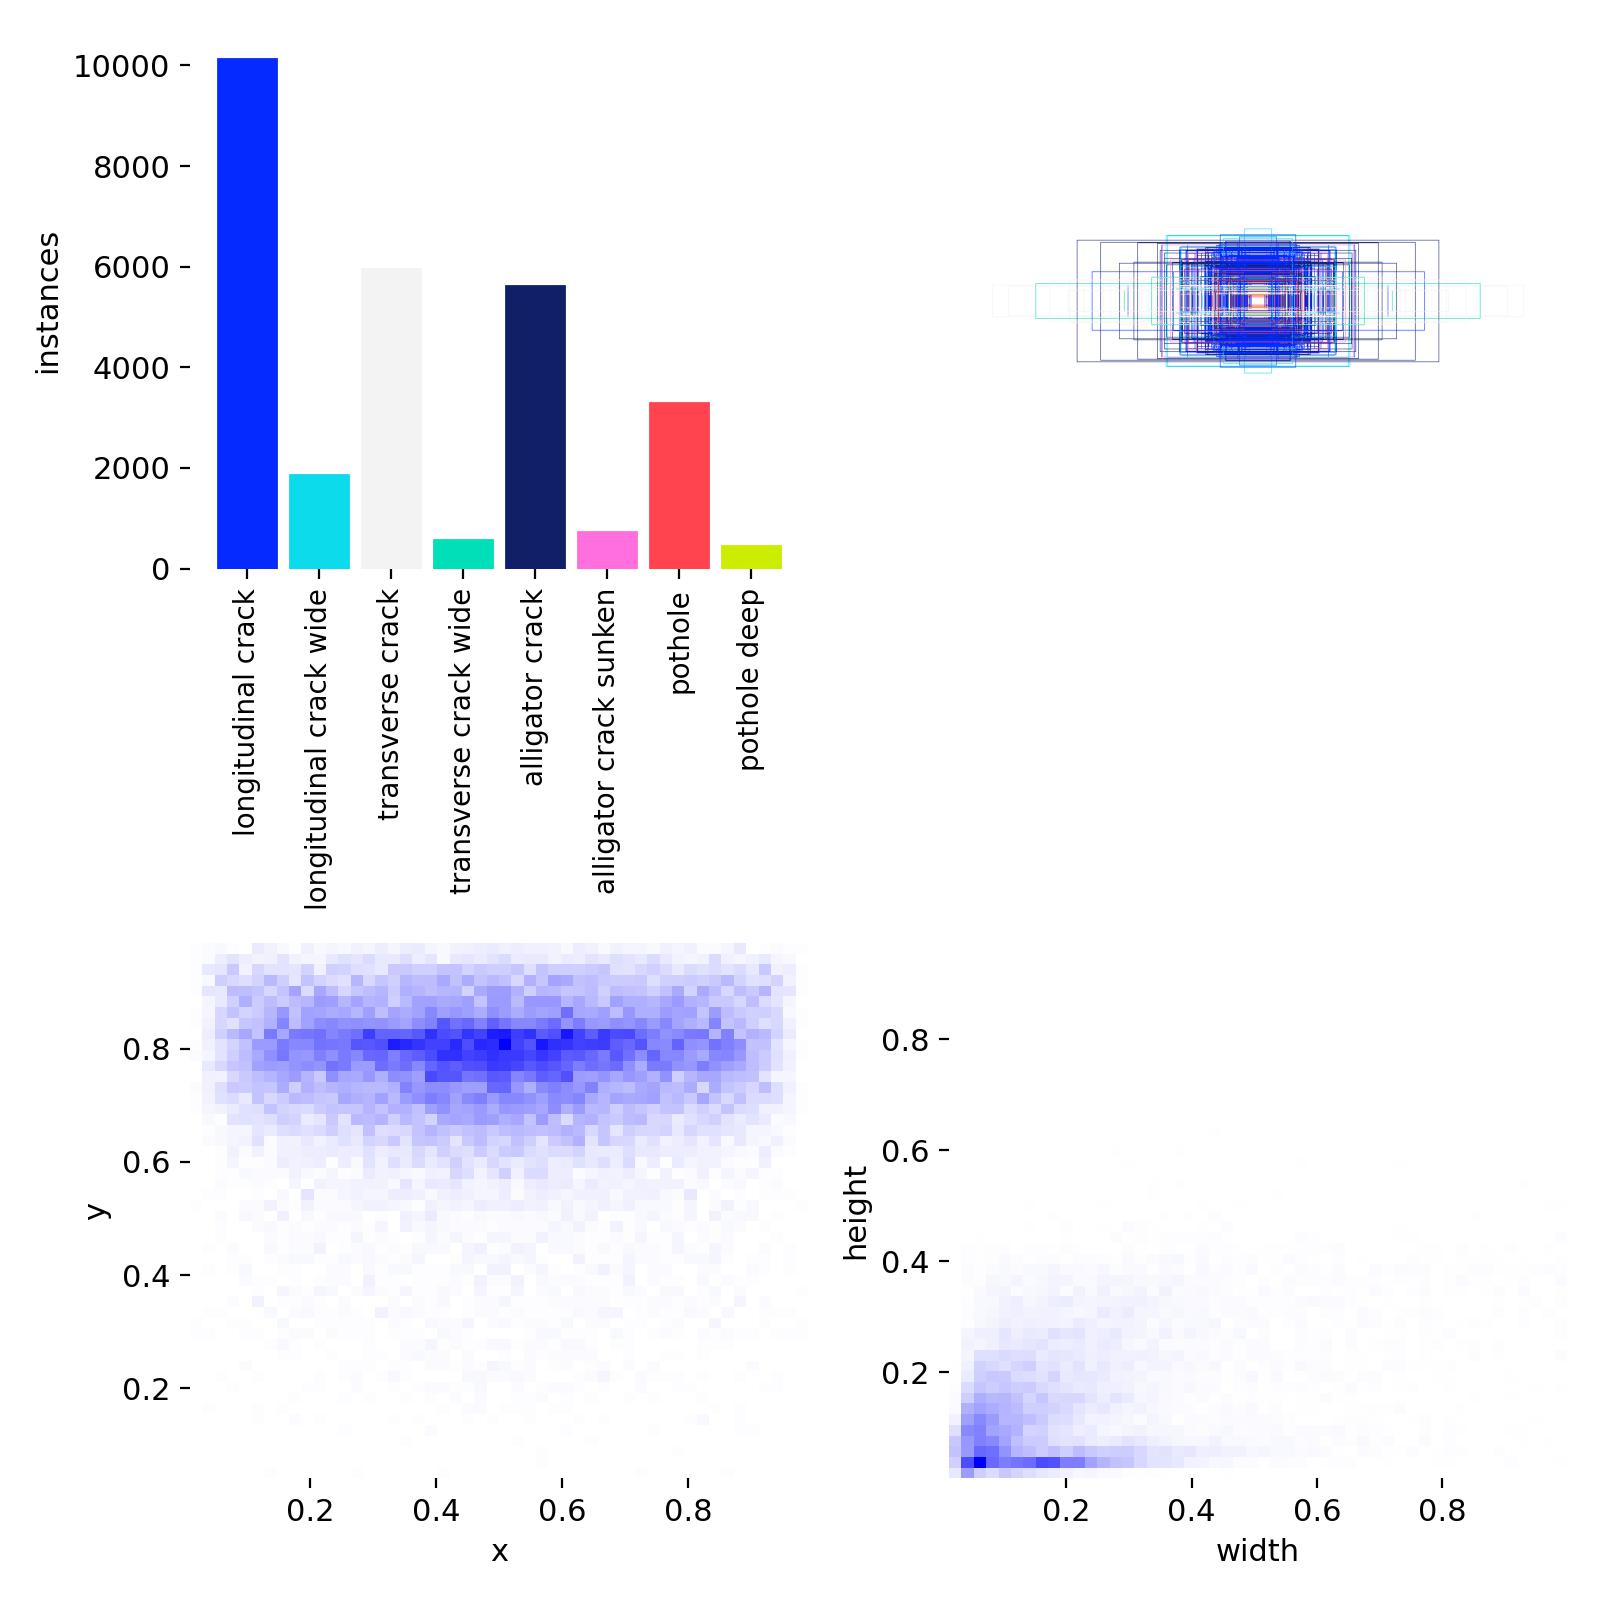 10000
8000
6000
4000
2000
0
instances
longitudinal crack
longitudinal crack wide
transverse crack
transverse crack wide
alligator crack
alligator crack sunken
pothole
pothole deep
0.8
0.6
0.4
0.2
y
0.2
0.4
0.6
0.8
x
0.8
0.6
0.4
0.2
height
0.2
0.4
0.6
0.8
width